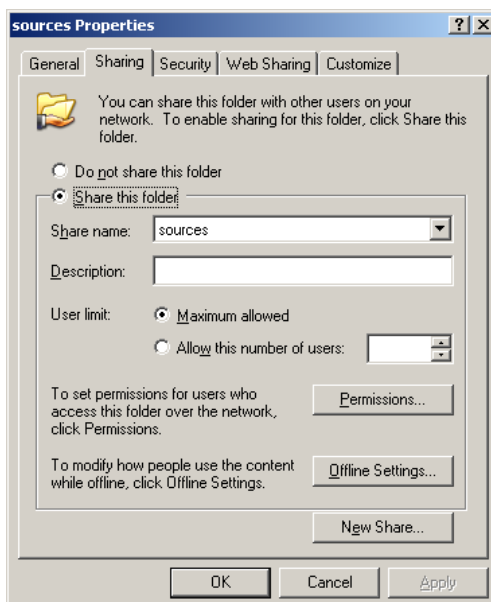 sources Properties
General
Sharing
Security
Web Sharing
Customize
You can share this folder with other users on your
network. To enable sharing for this folder, click Share this
folder.
Do not share this folder
Share this folder
Share name:
sources
Description:
User limit:
Maximum allowed
Allow this number of users:
To set permissions for users who
access this folder over the network,
click Permissions.
Permissions...
To modify how people use the content
while offline, click Offline Settings.
Offline Settings...
New Share...
OK
Cancel
Apply